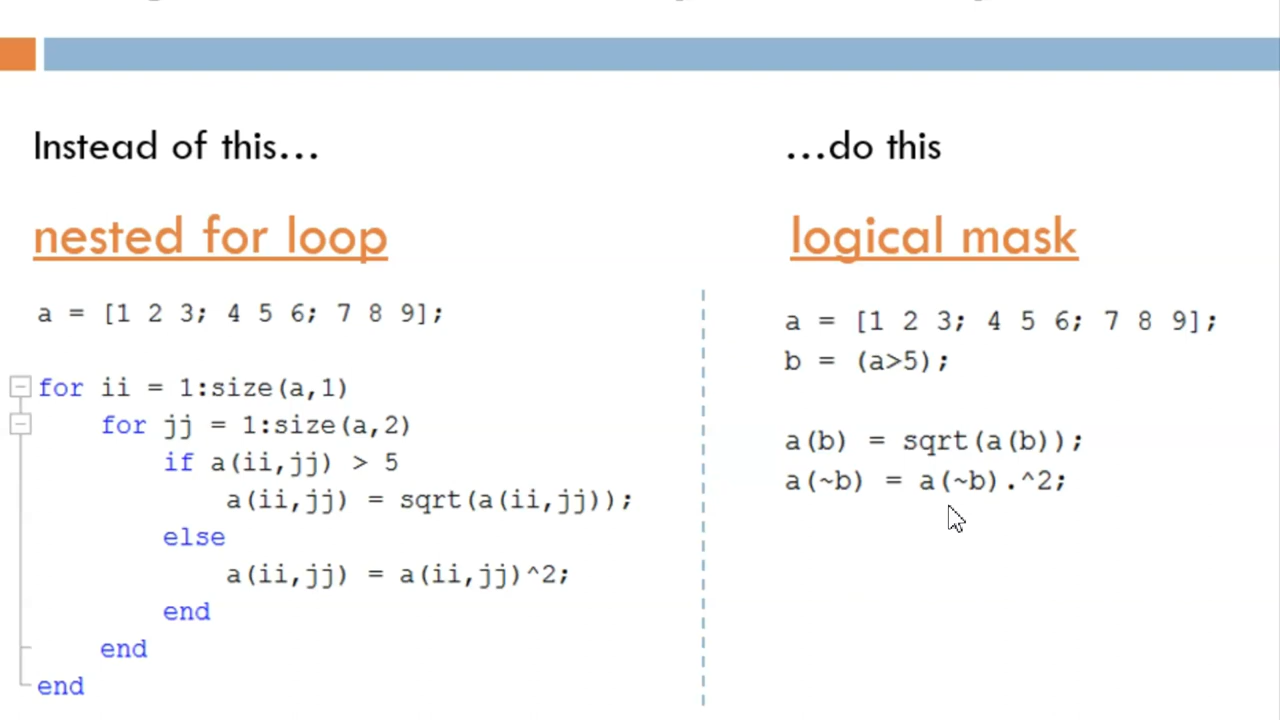 Instead of this...
nested for loop
a = [1 2 3; 4 5 6; 7 8 9];
for ii = 1:size(a,1)
for jj = 1:size(a,2)
if a(ii,jj) > 5
a(ii,jj) = sqrt(a(ii,jj));
else
a(ii,jj) = a(ii,jj)^2;
end
end
end
...do this
logical mask
a = [1 2 3; 4 5 6; 7 8 9];
b = (a>5);
a(b) = sqrt(a(b));
a(~b) = a(~b).^2;